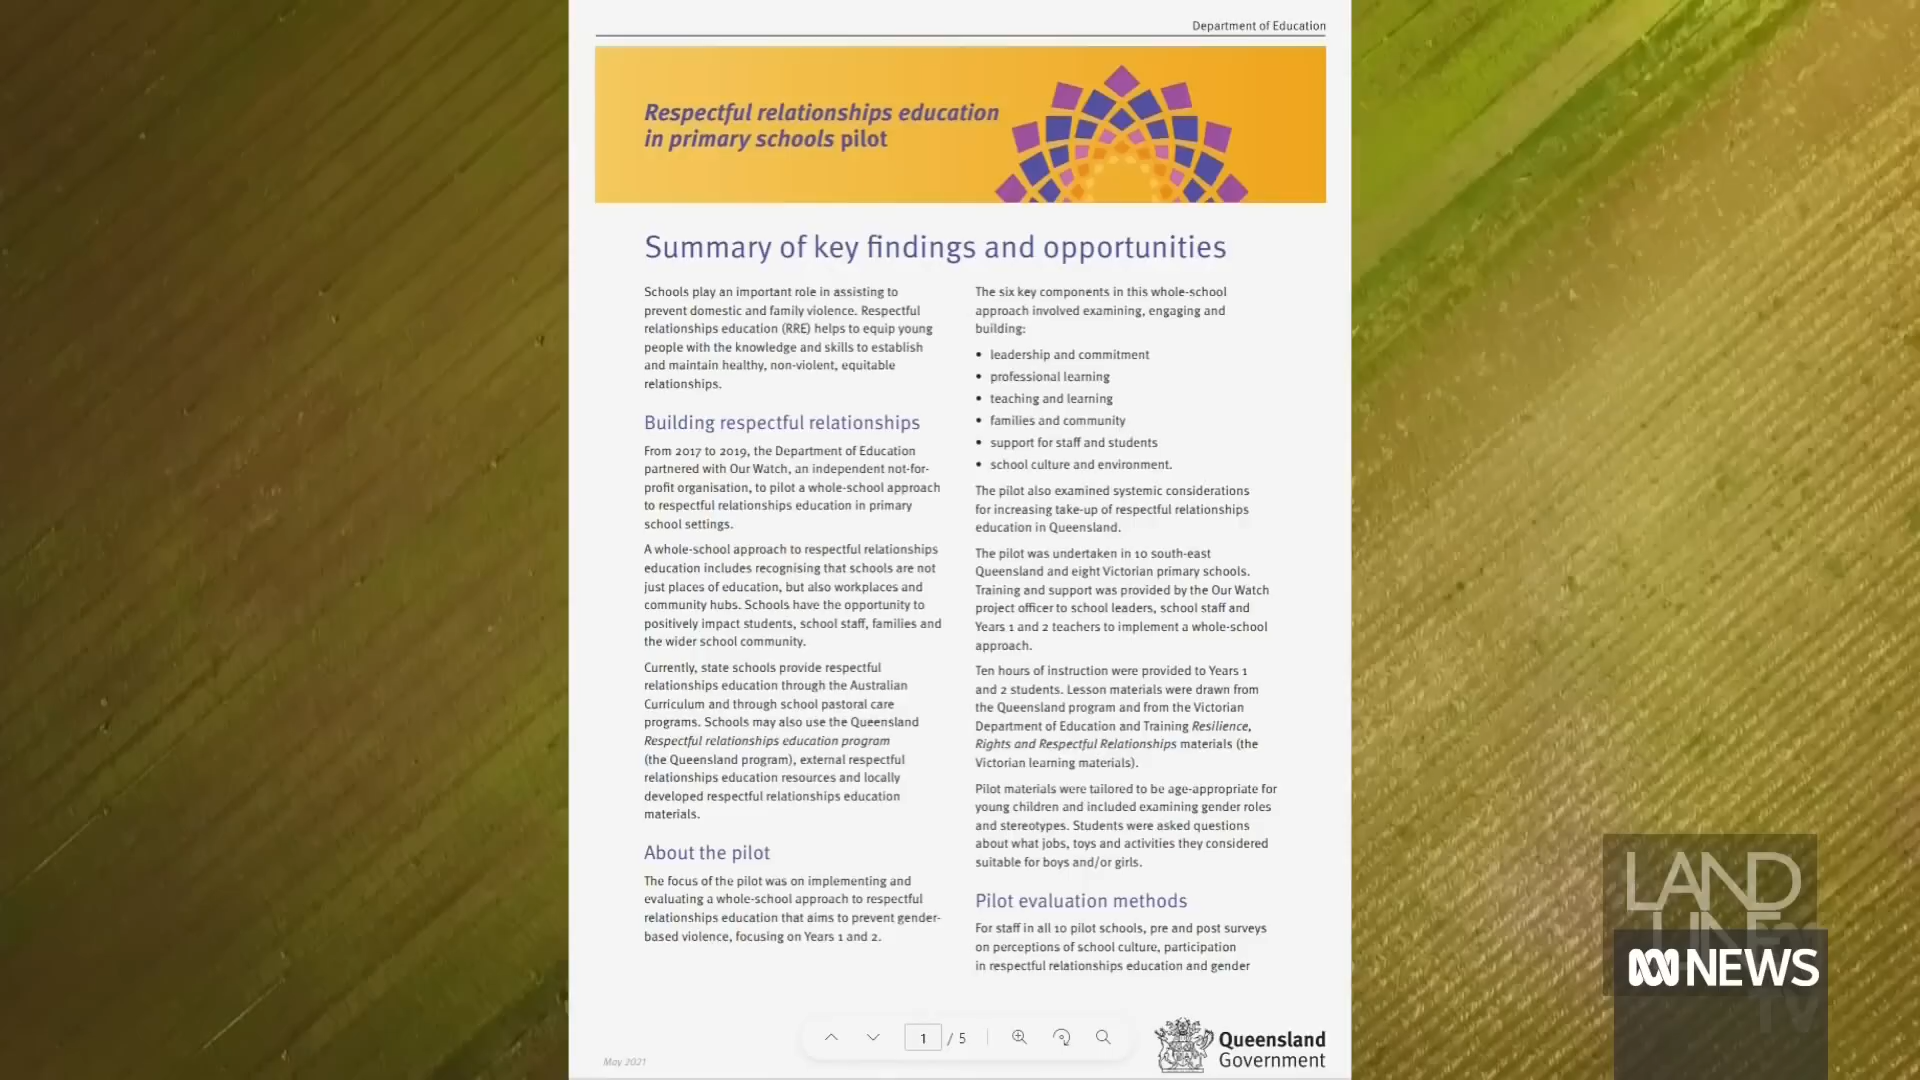 Department of Education
Respectful relationships education
in primary schools pilot
Summary of key findings and opportunities
Schools play an important role in assisting to
prevent domestic and family violence. Respectful
relationships education (RRE) helps to equip young
people with the knowledge and skills to establish
and maintain healthy, non-violent, equitable
relationships.
Building respectful relationships
From 2017 to 2019, the Department of Education
partnered with Our Watch, an independent not-for-
profit organisation, to pilot a whole-school approach
to respectful relationships education in primary
school settings.
A whole-school approach to respectful relationships
education includes recognising that schools are not
just places of education, but also workplaces and
community hubs. Schools have the opportunity to
positively impact students, school staff, families and
the wider school community.
Currently, state schools provide respectful
relationships education through the Australian
Curriculum and through school pastoral care
programs. Schools may also use the Queensland
Respectful relationships education program
(the Queensland program), external respectful
relationships education resources and locally
developed respectful relationships education
materials.
About the pilot
The focus of the pilot was on implementing and
evaluating a whole-school approach to respectful
relationships education that aims to prevent gender-
based violence, focusing on Years 1 and 2.
The six key components in this whole-school
approach involved examining, engaging and
building:
• leadership and commitment
• professional learning
• teaching and learning
• families and community
• support for staff and students
• school culture and environment.
The pilot also examined systemic considerations
for increasing take-up of respectful relationships
education in Queensland.
The pilot was undertaken in 10 south-east
Queensland and eight Victorian primary schools.
Training and support was provided by the Our Watch
project officer to school leaders, school staff and
Years 1 and 2 teachers to implement a whole-school
approach.
Ten hours of instruction were provided to Years 1
and 2 students. Lesson materials were drawn from
the Queensland program and from the Victorian
Department of Education and Training Resilience,
Rights and Respectful Relationships materials (the
Victorian learning materials).
Pilot materials were tailored to be age-appropriate for
young children and included examining gender roles
and stereotypes. Students were asked questions
about what jobs, toys and activities they considered
suitable for boys and/or girls.
Pilot evaluation methods
For staff in all 10 pilot schools, pre and post surveys
on perceptions of school culture, participation
in respectful relationships education and gender
1 / 5
May 2021
Queensland
Government
LAND
LINE
NEWS
TV